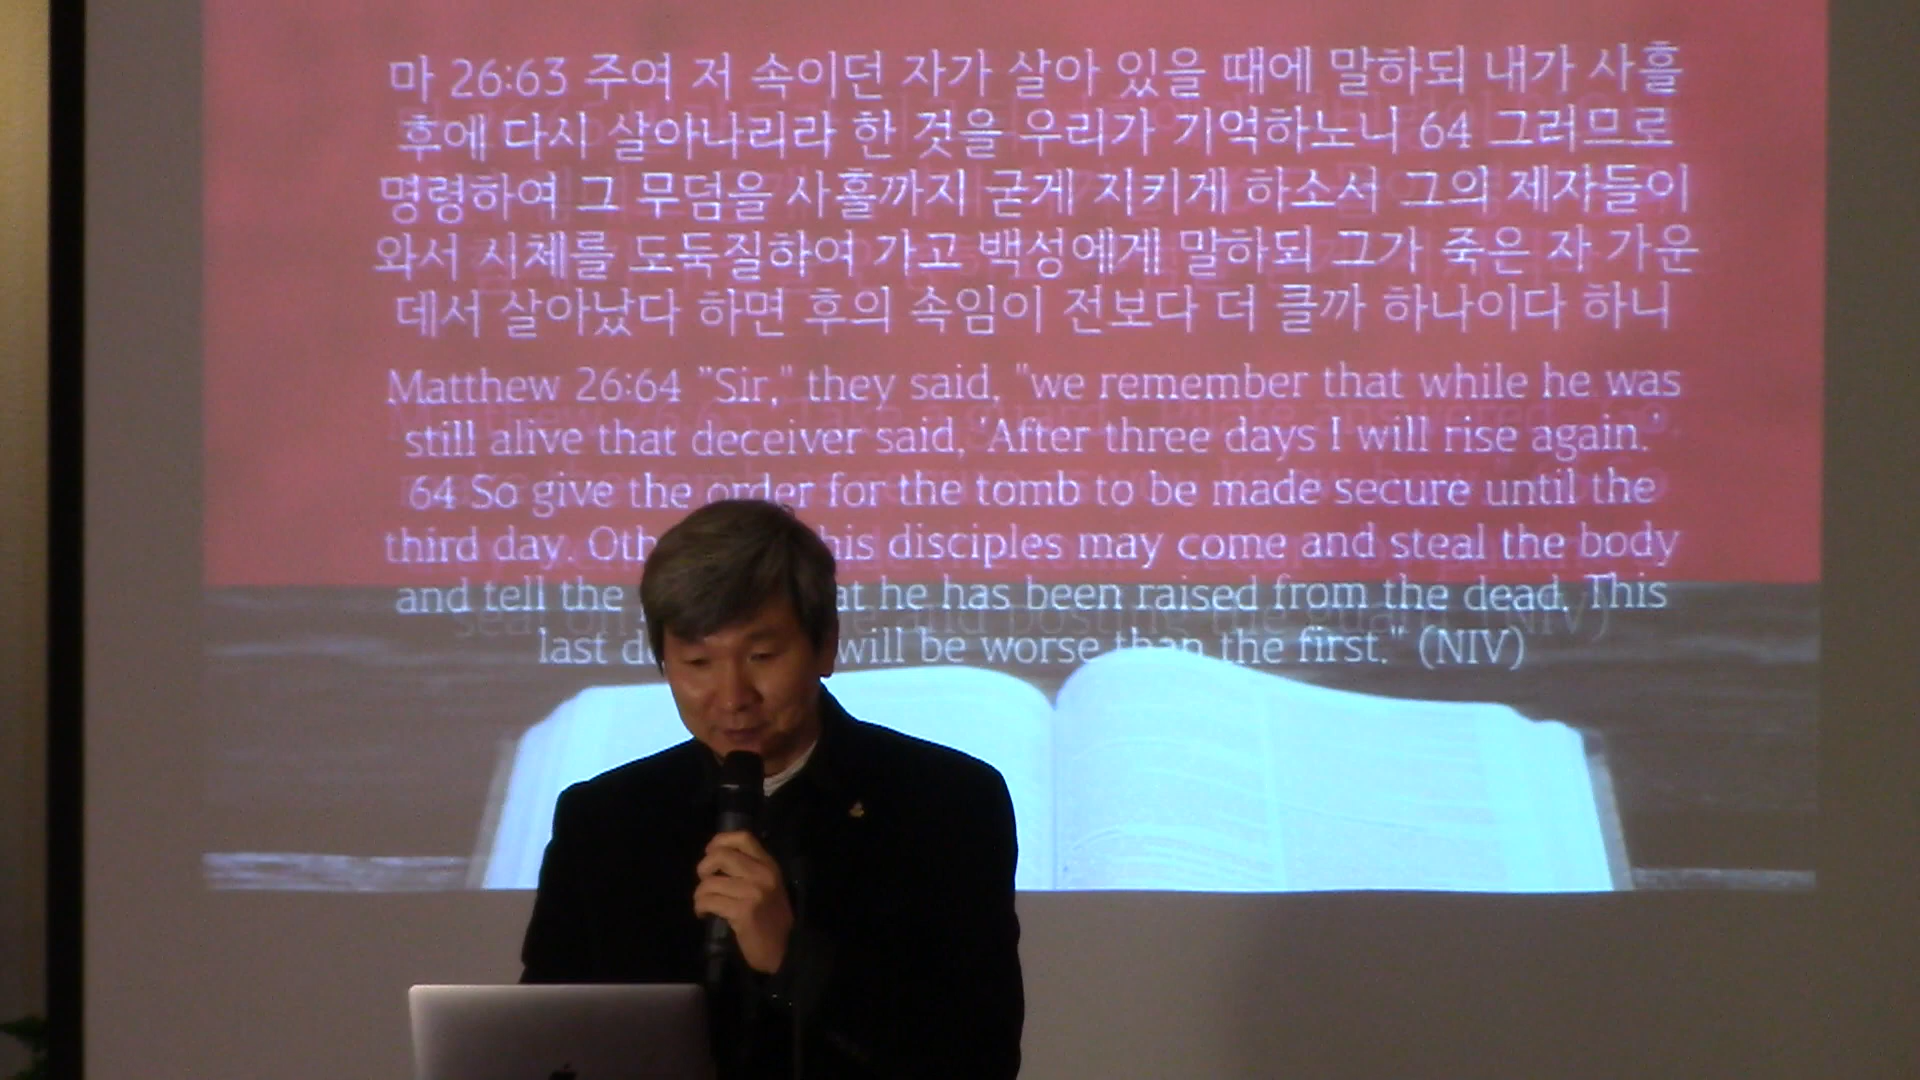 마 26:63 주여 저 속이던 자가 살아 있을 때에 말하되 내가 사흘
후에 다시 살아나리라 한 것을 우리가 기억하노니 64 그러므로
명령하여 그 무덤을 사흘까지 굳게 지키게 하소서 그의 제자들이
와서 시체를 도둑질하여 가고 백성에게 말하되 그가 죽은 자 가운
데서 살아났다 하면 후의 속임이 전보다 더 클까 하나이다 하니
Matthew 26:64 "Sir," they said, "we remember that while he was
still alive that deceiver said, 'After three days I will rise again.'
64 So give the order for the tomb to be made secure until the
third day. his disciples may come and steal the body
and tell the he has been raised from the dead. This
last will be worse than the first." (NIV)